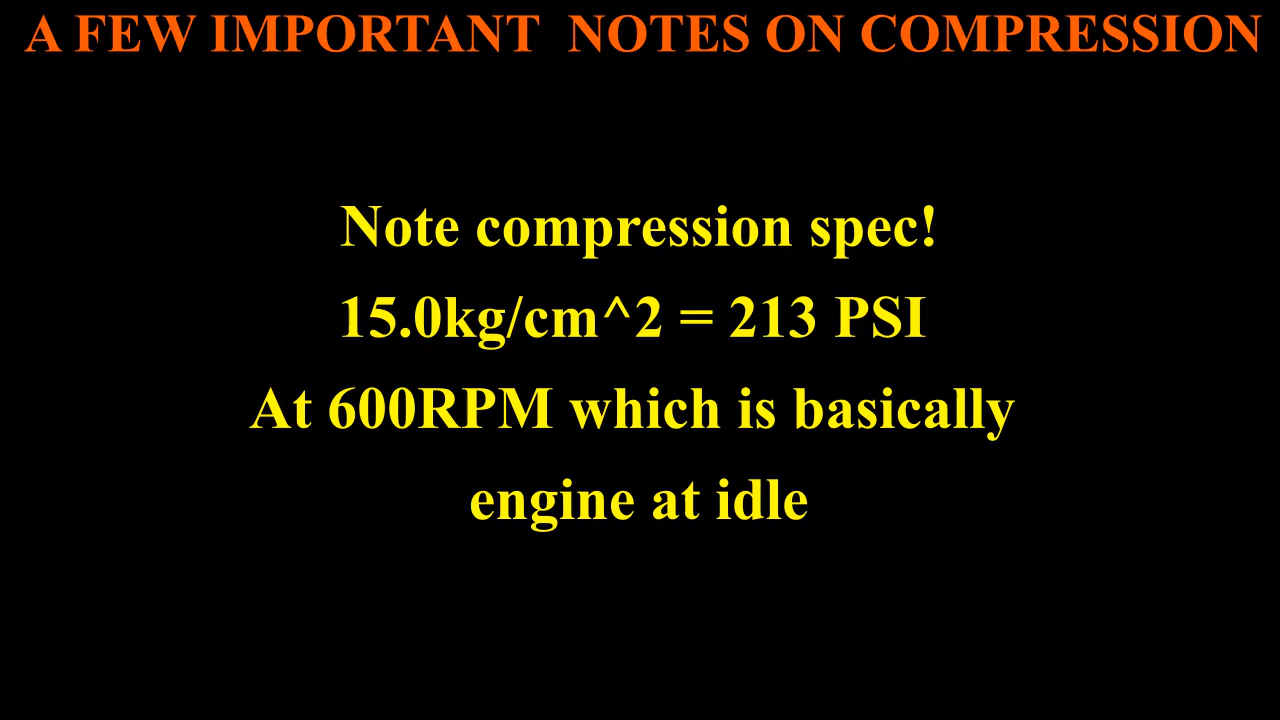 A FEW IMPORTANT  NOTES ON COMPRESSION
Note compression spec!
15.0kg/cm^2 = 213 PSI
At 600RPM which is basically
engine at idle